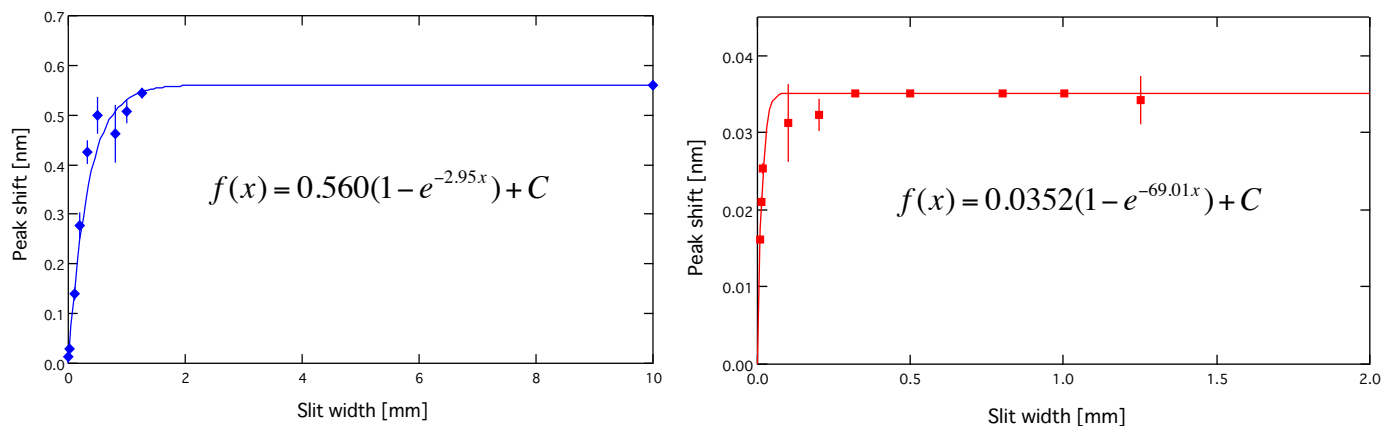 0.7
0.6
0.5
0.4
0.3
0.2
0.1
0.0
Peak shift [nm]
f(x) = 0.560(1 − e^{−2.95x}) + C
0 2 4 6 8 10
Slit width [mm]
0.04
0.03
0.02
0.01
0.00
Peak shift [nm]
f(x) = 0.0352(1 − e^{−69.01x}) + C
0.0 0.5 1.0 1.5 2.0
Slit width [mm]